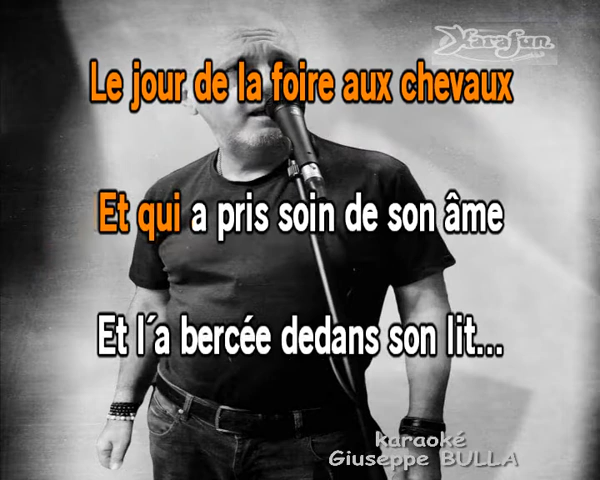 KaraFun
Le jour de la foire aux chevaux
Et qui a pris soin de son âme
Et l´a bercée dedans son lit...
karaoké
Giuseppe BULLA